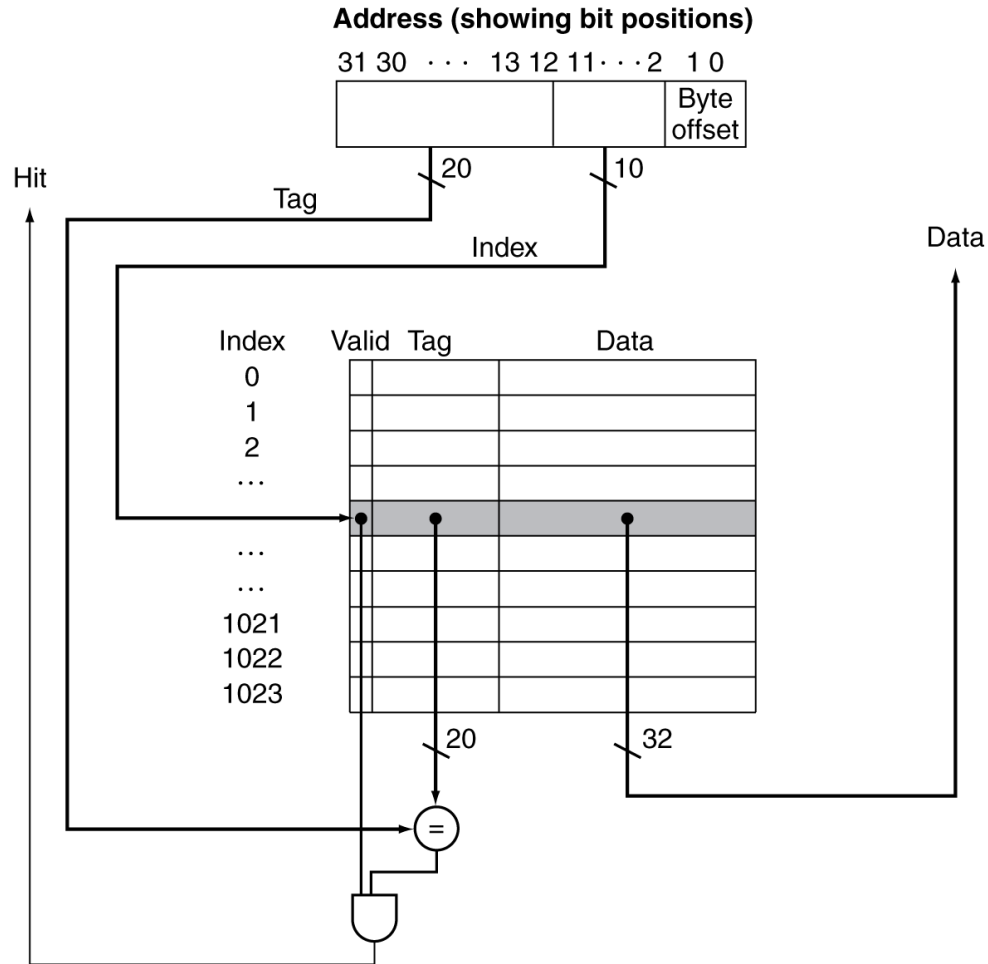 Address (showing bit positions)
31 30 · · · 13 12 11 · · · 2 1 0
Byte
offset
20
10
Hit
Tag
Index
Data
Index Valid Tag Data
0
1
2
· · ·
· · ·
· · ·
1021
1022
1023
20
32
=